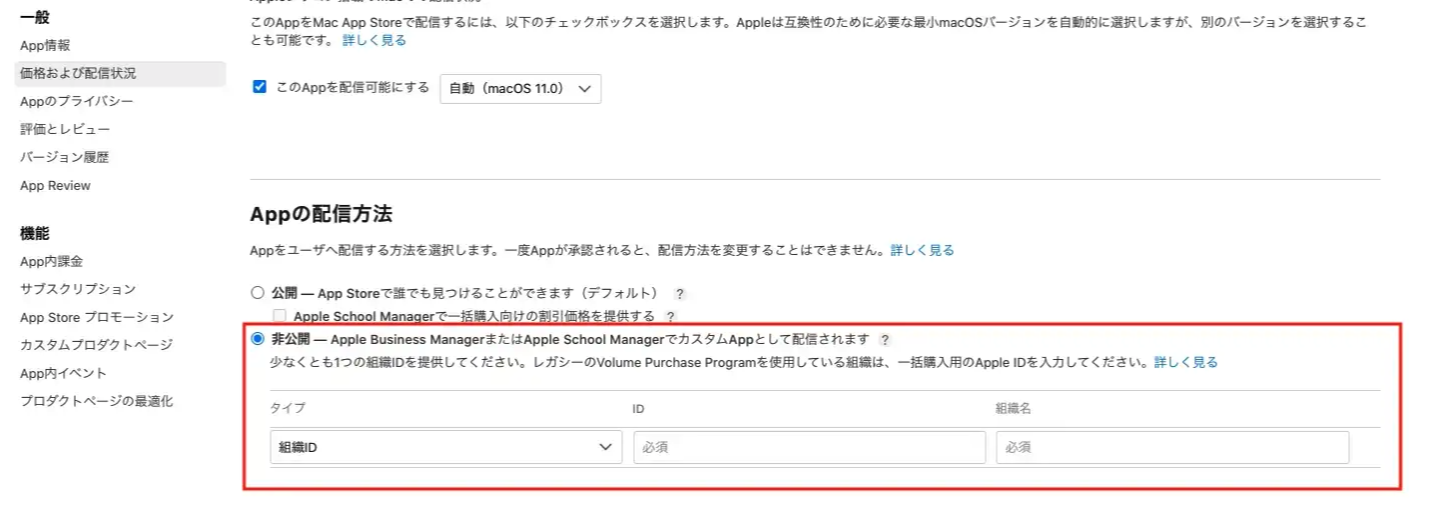 一般
App情報
価格および配信状況
Appのプライバシー
評価とレビュー
バージョン履歴
App Review
機能
App内課金
サブスクリプション
App Store プロモーション
カスタムプロダクトページ
App内イベント
プロダクトページの最適化
このAppをMac App Storeで配信するには、以下のチェックボックスを選択します。Appleは互換性のために必要な最小macOSバージョンを自動的に選択しますが、別のバージョンを選択するこ
とも可能です。 詳しく見る
このAppを配信可能にする 自動（macOS 11.0）
Appの配信方法
Appをユーザへ配信する方法を選択します。一度Appが承認されると、配信方法を変更することはできません。詳しく見る
公開 — App Storeで誰でも見つけることができます（デフォルト） ?
Apple School Managerで一括購入向けの割引価格を提供する ?
非公開 — Apple Business ManagerまたはApple School ManagerでカスタムAppとして配信されます ?
少なくとも1つの組織IDを提供してください。レガシーのVolume Purchase Programを使用している組織は、一括購入用のApple IDを入力してください。詳しく見る
タイプ ID 組織名
組織ID 必須 必須